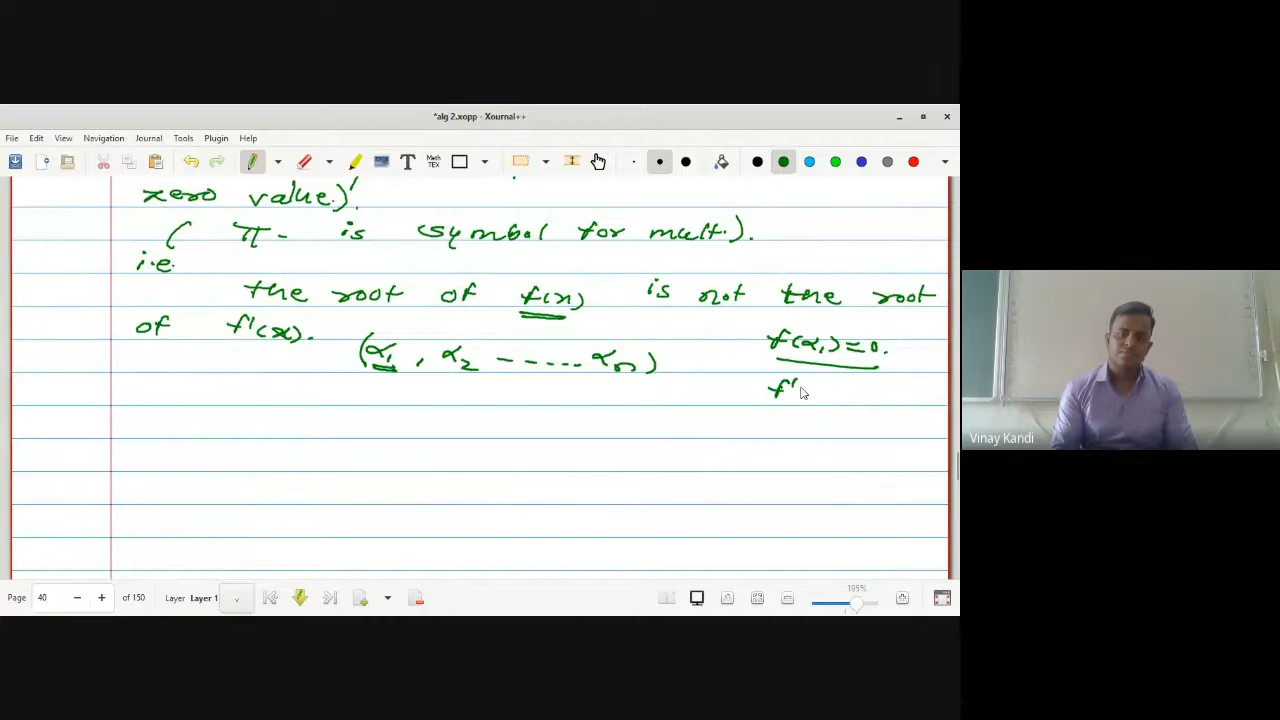 *alg 2.xopp - Xournal++
File Edit View Navigation Journal Tools Plugin Help
zero value.)'
( π- is (symbol for mult.).
i.e.
the root of f(x) is not the root
of f'(x). (α1, α2 -- ..... αn) f(α1)=0.
f'
Vinay Kandi
Page 40 of 150 Layer Layer 1 195%